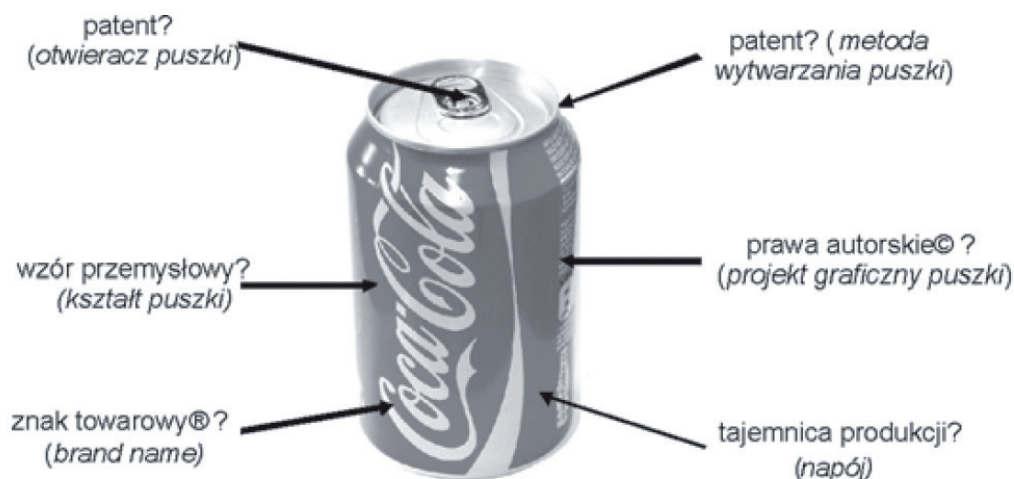 patent?
(otwieracz puszki)
patent? ( metoda
wytwarzania puszki)
wzór przemysłowy?
(kształt puszki)
prawa autorskie© ?
(projekt graficzny puszki)
znak towarowy® ?
(brand name)
tajemnica produkcji?
(napój)
Coca-Cola